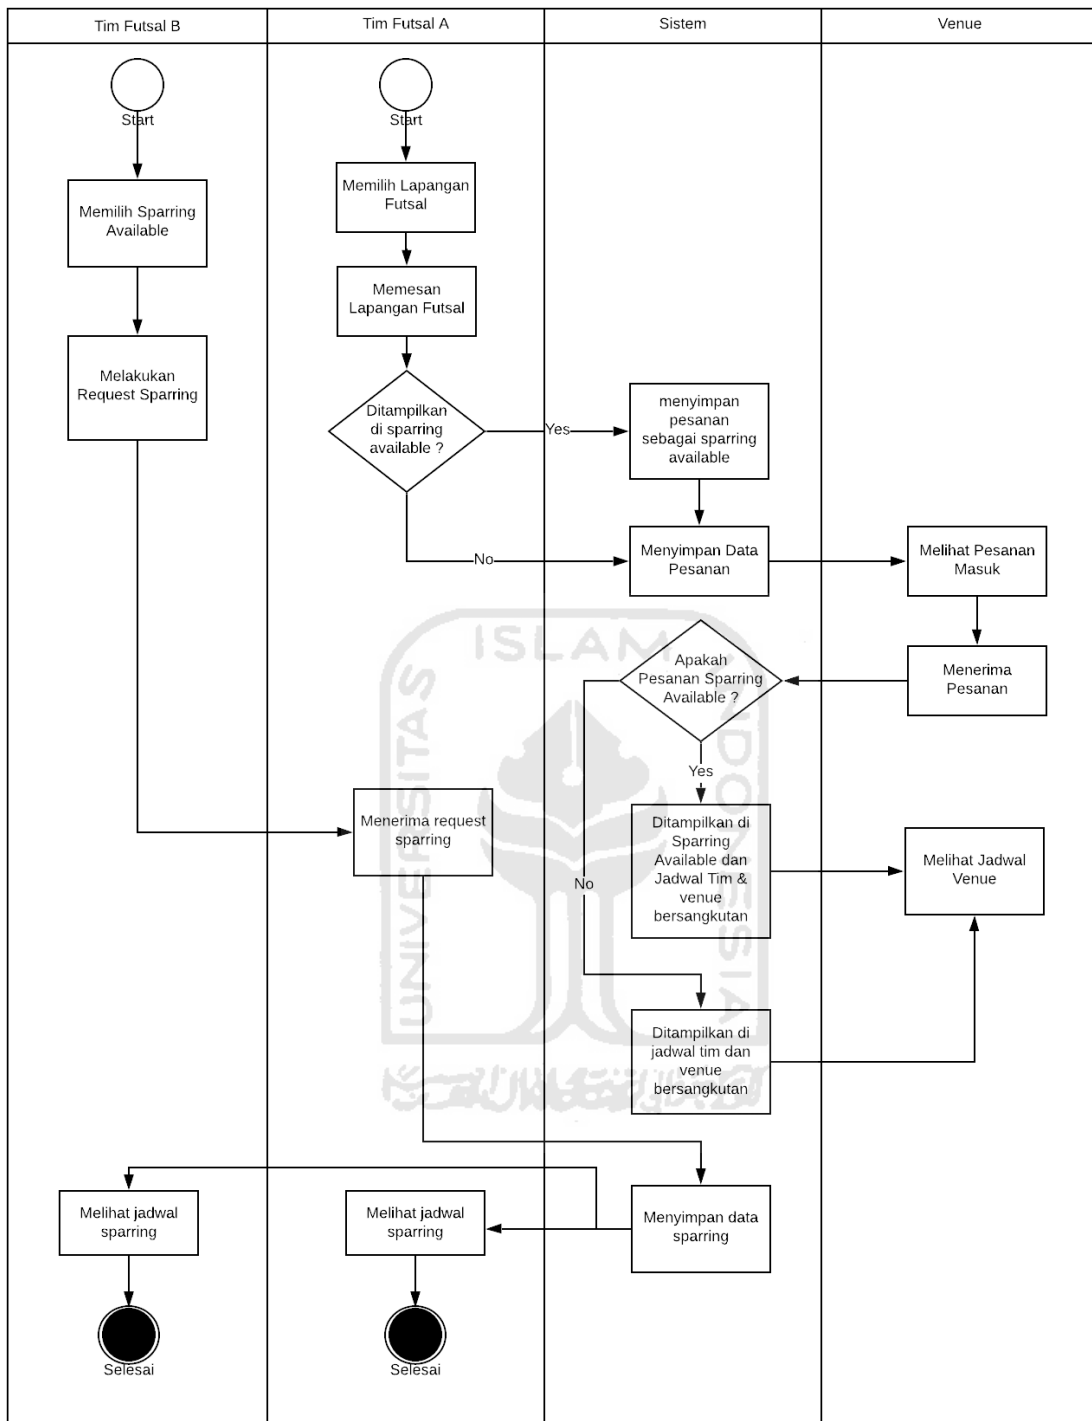 Tim Futsal B
Tim Futsal A
Sistem
Venue
Start
Start
Memilih Sparring
Available
Memilih Lapangan
Futsal
Memesan
Lapangan Futsal
Melakukan
Request Sparring
Ditampilkan
di sparring
available ?
Yes
menyimpan
pesanan
sebagai sparring
available
No
Menyimpan Data
Pesanan
Melihat Pesanan
Masuk
Menerima
Pesanan
Apakah
Pesanan Sparring
Available ?
Yes
No
Menerima request
sparring
Ditampilkan di
Sparring
Available dan
Jadwal Tim &
venue
bersangkutan
Melihat Jadwal
Venue
Ditampilkan di
jadwal tim dan
venue
bersangkutan
Melihat jadwal
sparring
Melihat jadwal
sparring
Menyimpan data
sparring
Selesai
Selesai
UNIVERSITAS
ISLAM
INDONESIA